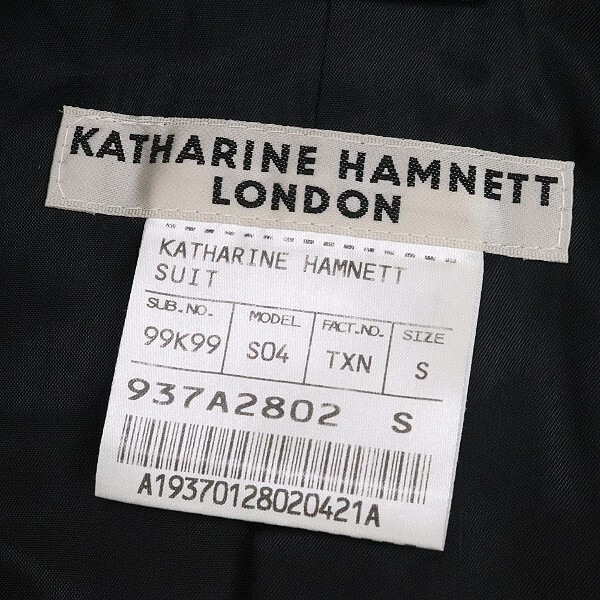 KATHARINE HAMNETT
LONDON
KATHARINE HAMNETT
SUIT
SUB.NO. MODEL FACT.NO. SIZE
99K99 S04 TXN S
937A2802 S
A19370128020421A